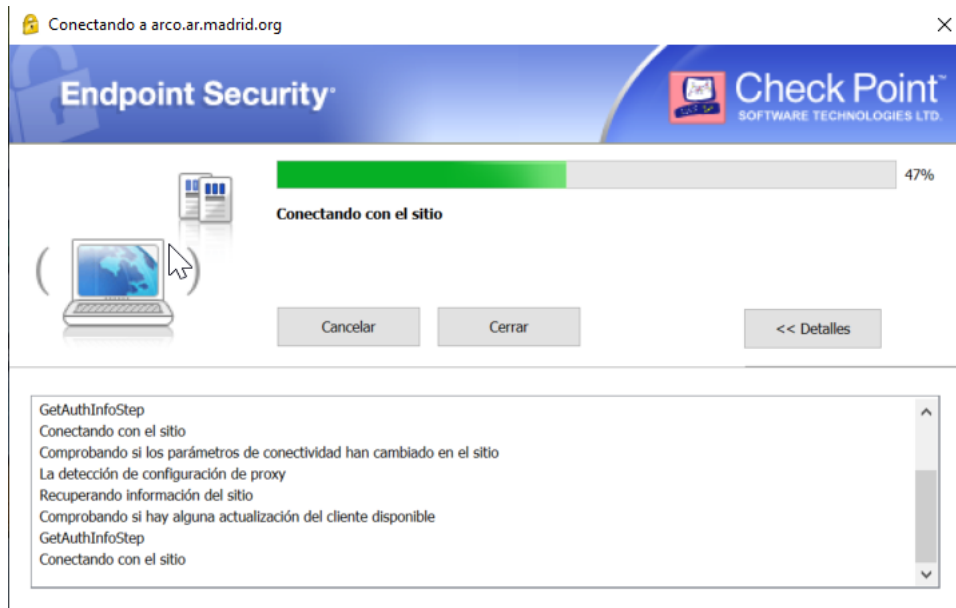 Conectando a arco.ar.madrid.org
Endpoint Security
Check Point™
SOFTWARE TECHNOLOGIES LTD.
47%
Conectando con el sitio
Cancelar
Cerrar
<< Detalles
GetAuthInfoStep
Conectando con el sitio
Comprobando si los parámetros de conectividad han cambiado en el sitio
La detección de configuración de proxy
Recuperando información del sitio
Comprobando si hay alguna actualización del cliente disponible
GetAuthInfoStep
Conectando con el sitio